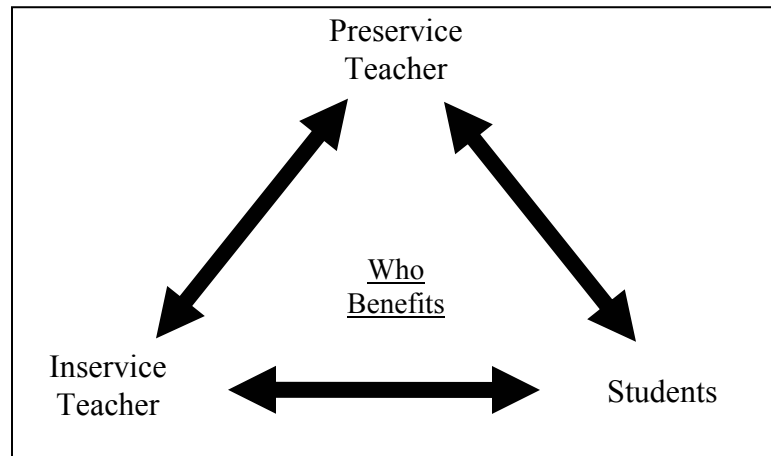 Preservice
Teacher
Who
Benefits
Inservice
Teacher
Students